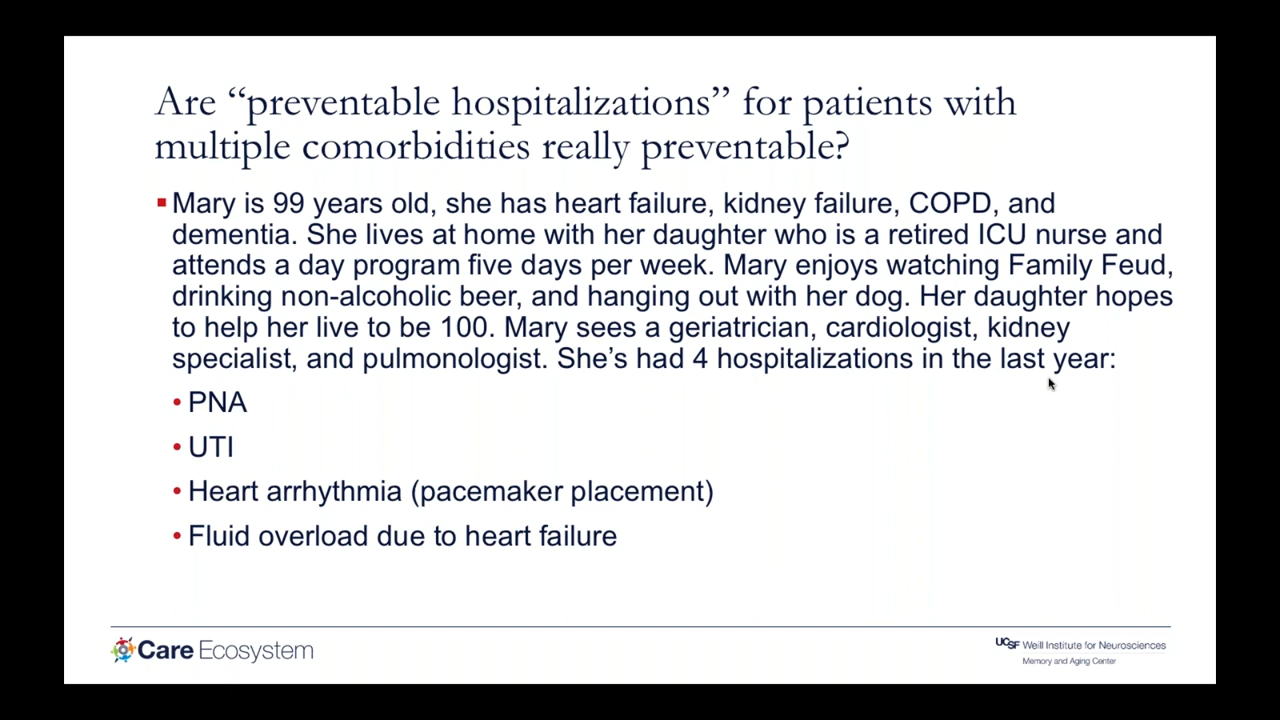 Are “preventable hospitalizations” for patients with
multiple comorbidities really preventable?
▪ Mary is 99 years old, she has heart failure, kidney failure, COPD, and
dementia. She lives at home with her daughter who is a retired ICU nurse and
attends a day program five days per week. Mary enjoys watching Family Feud,
drinking non-alcoholic beer, and hanging out with her dog. Her daughter hopes
to help her live to be 100. Mary sees a geriatrician, cardiologist, kidney
specialist, and pulmonologist. She’s had 4 hospitalizations in the last year:
• PNA
• UTI
• Heart arrhythmia (pacemaker placement)
• Fluid overload due to heart failure
Care Ecosystem
UCSF Weill Institute for Neurosciences
Memory and Aging Center